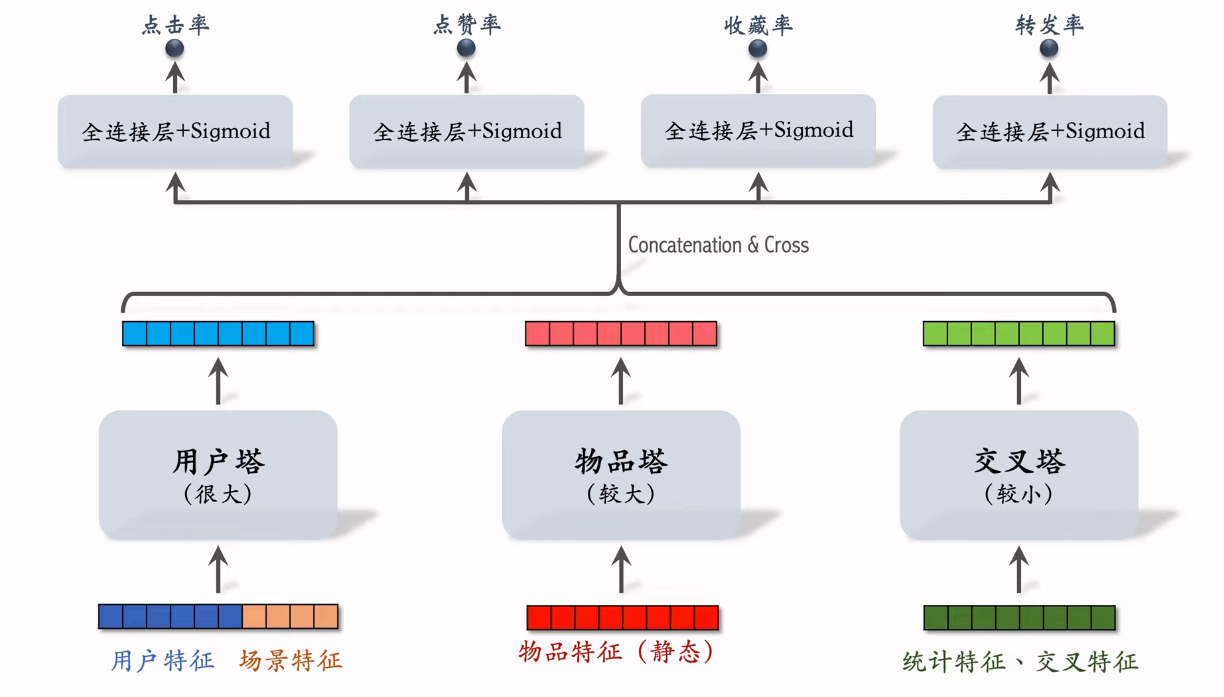 点击率
点赞率
收藏率
转发率
全连接层+Sigmoid
全连接层+Sigmoid
全连接层+Sigmoid
全连接层+Sigmoid
Concatenation & Cross
用户塔
(很大)
物品塔
(较大)
交叉塔
(较小)
用户特征
场景特征
物品特征(静态)
统计特征、交叉特征